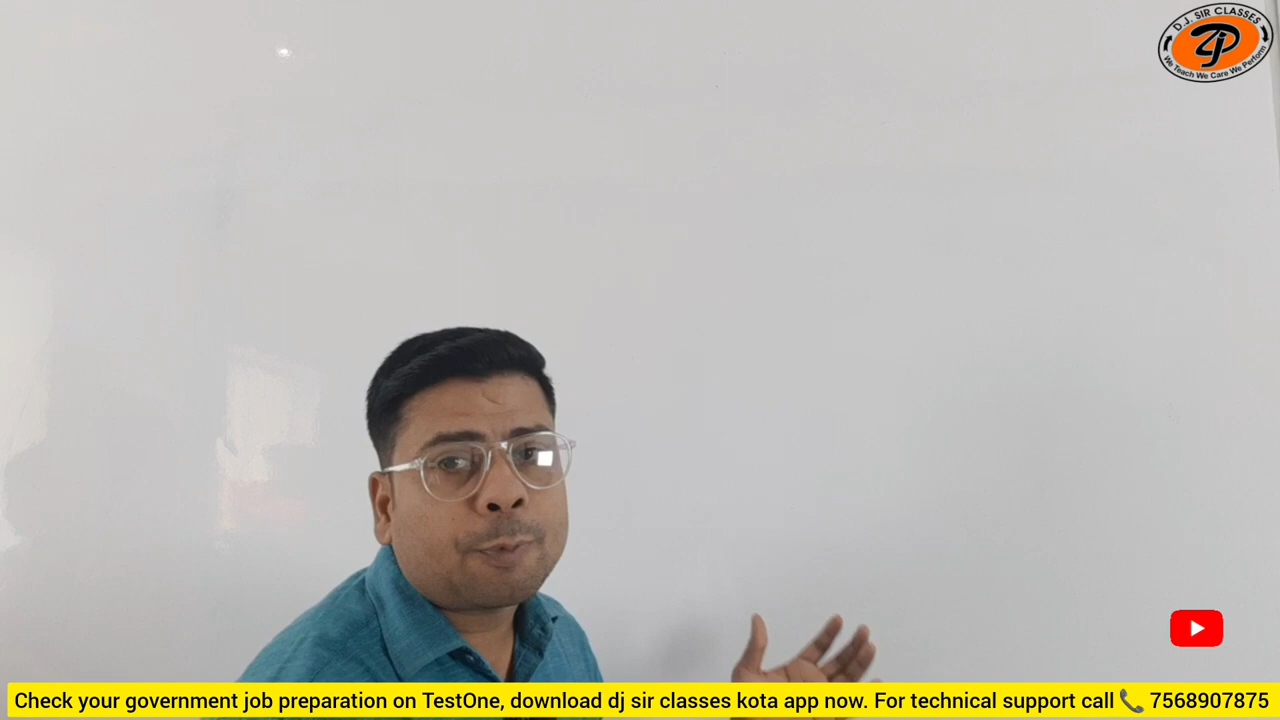 D.J. SIR CLASSES
DJ
We Teach We Care We Perform
Check your government job preparation on TestOne, download dj sir classes kota app now. For technical support call 📞 7568907875